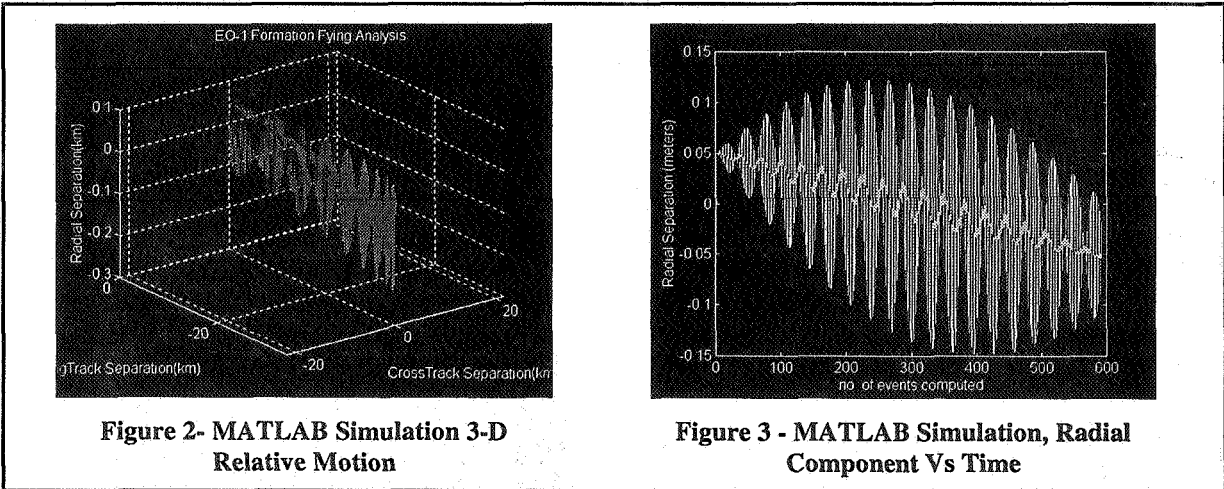 EO-1 Formation Fying Analysis
0.1
0
-0.1
-0.2
-0.3
Radial Separation(km)
0
-20
-20
0
20
gTrack Separation(km)
CrossTrack Separation(km
Figure 2- MATLAB Simulation 3-D
Relative Motion
0 15
0 1
0 05
0
-0 05
-0 1
-0 15
Radial Separation (meters)
0
100
200
300
400
500
600
no of events computed
Figure 3 - MATLAB Simulation, Radial
Component Vs Time